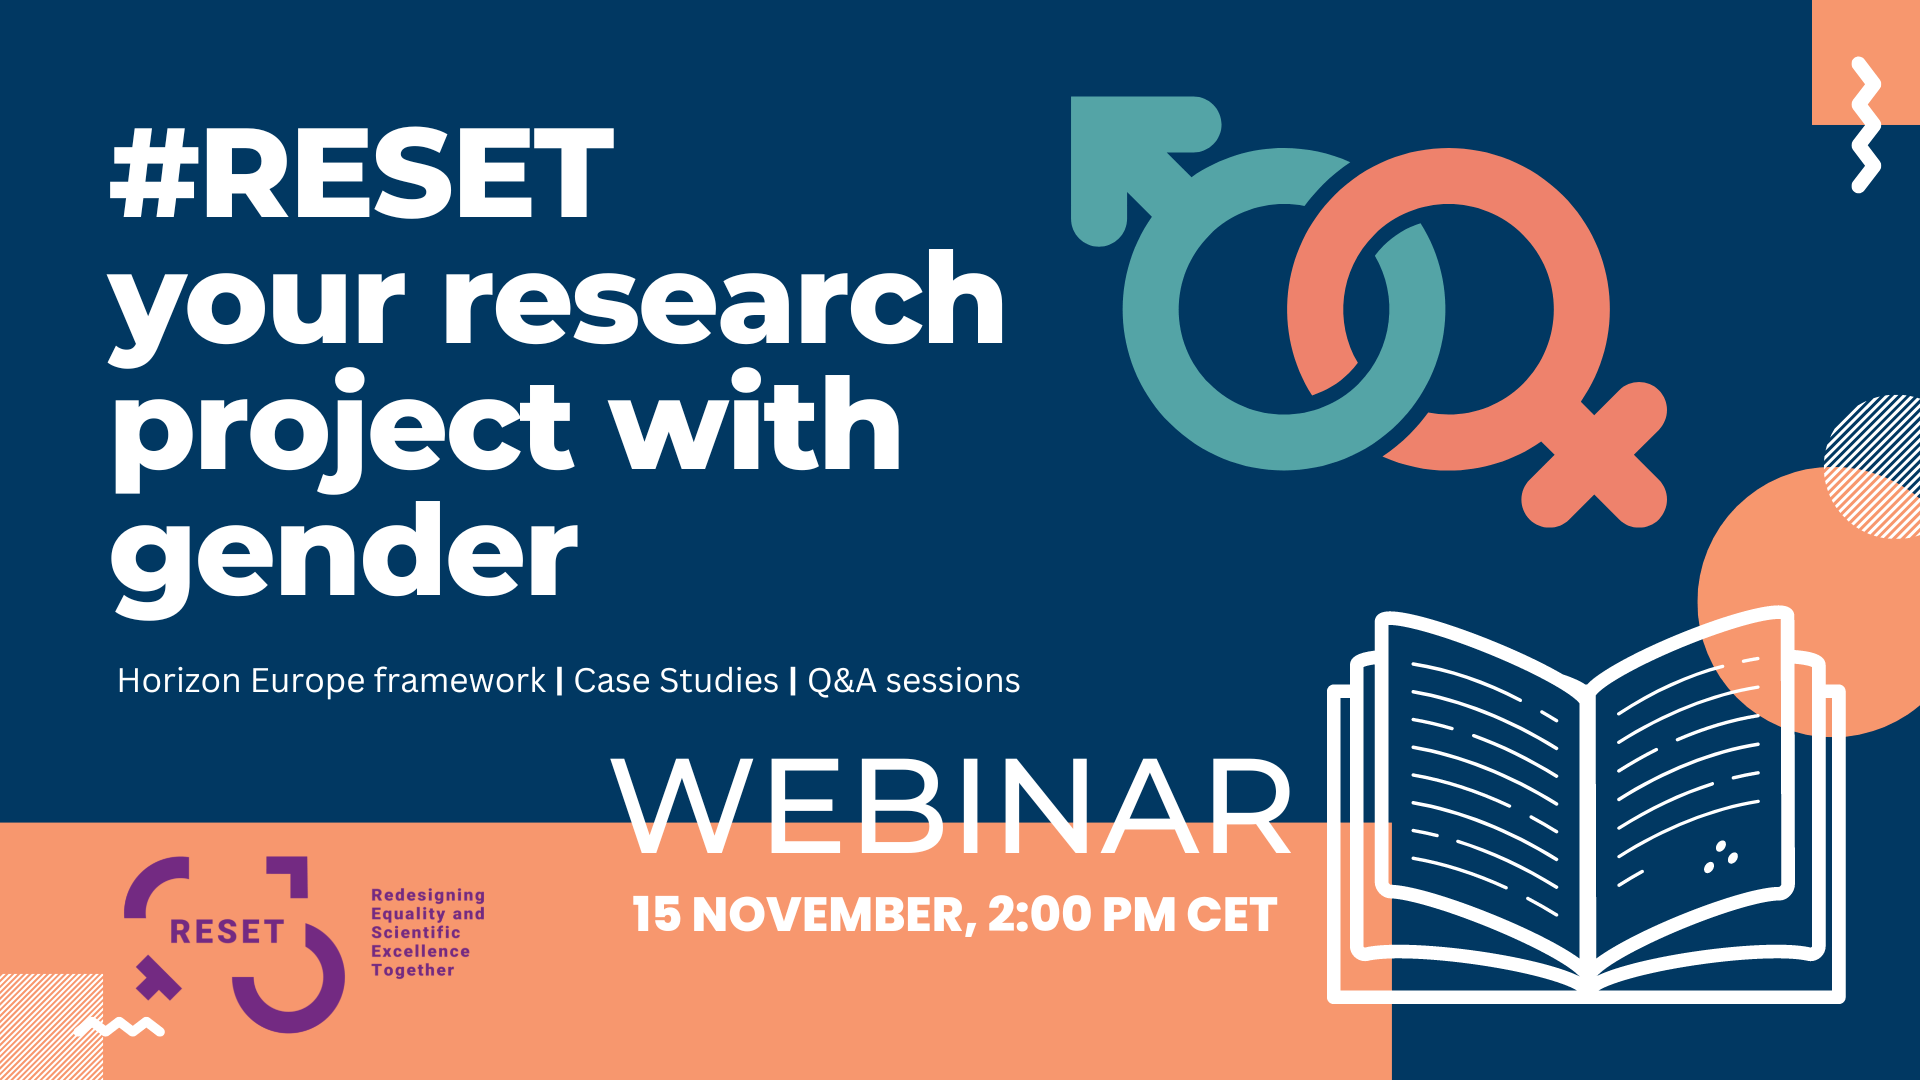 #RESET
your research
project with
gender
Horizon Europe framework | Case Studies | Q&A sessions
WEBINAR
15 NOVEMBER, 2:00 PM CET
RESET
Redesigning
Equality and
Scientific
Excellence
Together